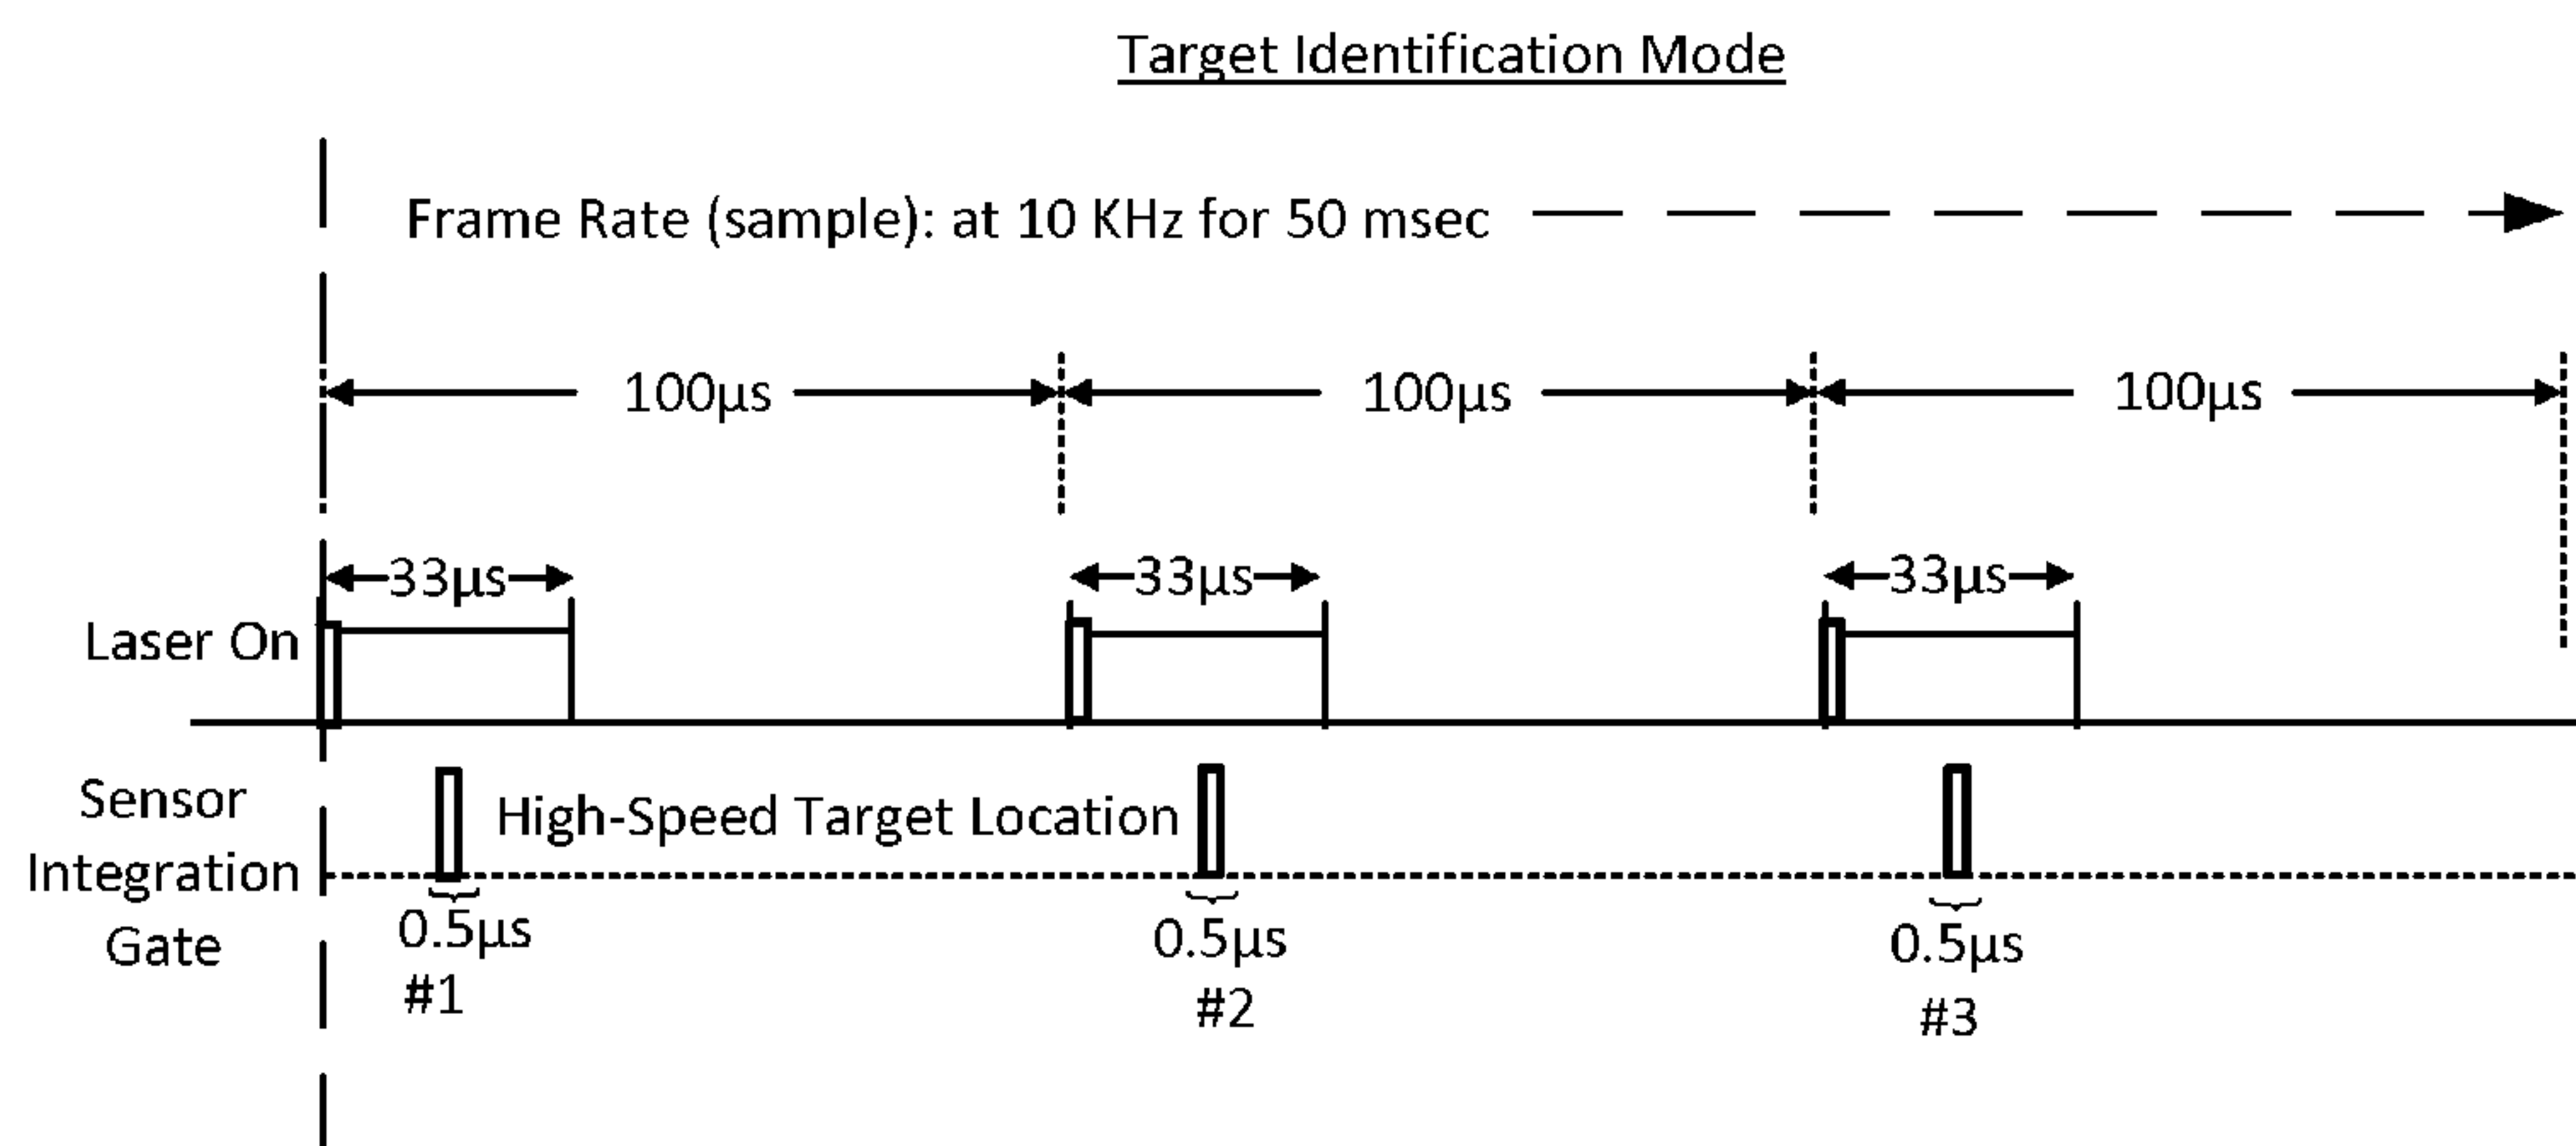 Target Identification Mode
Frame Rate (sample): at 10 KHz for 50 msec
100µs 100µs 100µs
33µs 33µs 33µs
Laser On
Sensor
Integration
Gate
High-Speed Target Location
0.5µs 0.5µs 0.5µs
#1 #2 #3